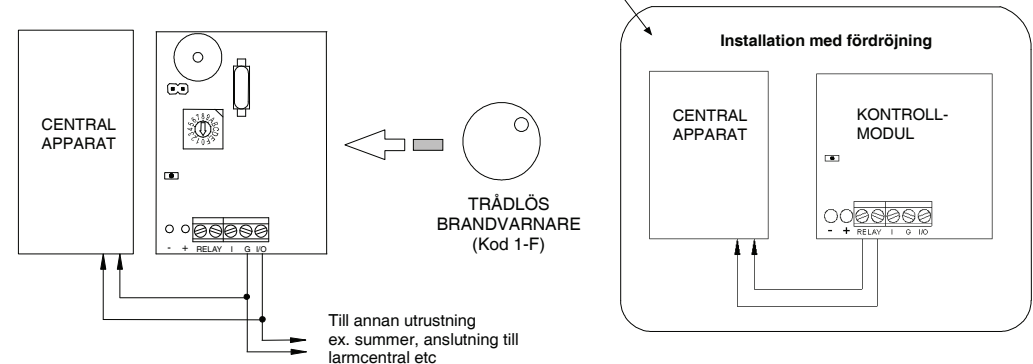 CENTRAL
APPARAT
0123456789ABCDEF
- + RELAY I G I/O
TRÅDLÖS
BRANDVARNARE
(Kod 1-F)
Till annan utrustning
ex. summer, anslutning till
larmcentral etc
Installation med fördröjning
CENTRAL
APPARAT
KONTROLL-
MODUL
- + RELAY I G I/O